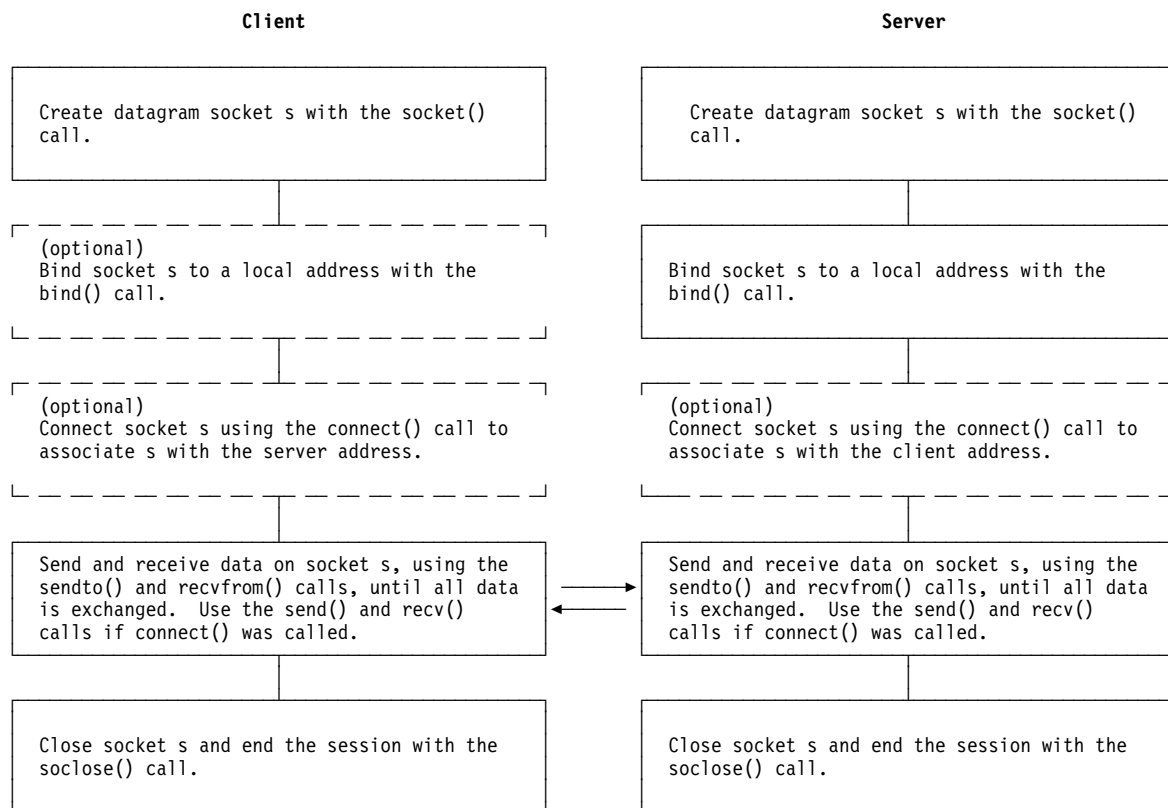 Client
Server
Create datagram socket s with the socket()
call.
Create datagram socket s with the socket()
call.
(optional)
Bind socket s to a local address with the
bind() call.
Bind socket s to a local address with the
bind() call.
(optional)
Connect socket s using the connect() call to
associate s with the server address.
(optional)
Connect socket s using the connect() call to
associate s with the client address.
Send and receive data on socket s, using the
sendto() and recvfrom() calls, until all data
is exchanged.  Use the send() and recv()
calls if connect() was called.
Send and receive data on socket s, using the
sendto() and recvfrom() calls, until all data
is exchanged.  Use the send() and recv()
calls if connect() was called.
Close socket s and end the session with the
soclose() call.
Close socket s and end the session with the
soclose() call.